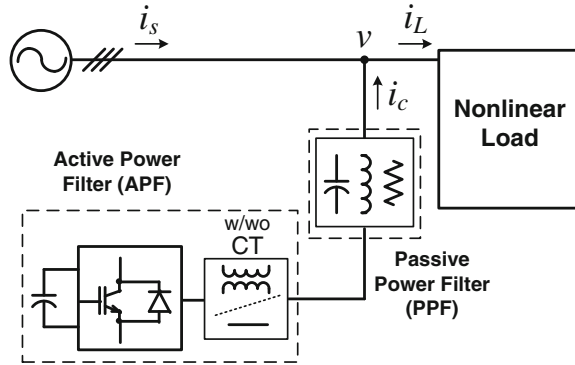 i_s
v
i_L
i_c
Nonlinear
Load
Active Power
Filter (APF)
w/wo
CT
Passive
Power Filter
(PPF)